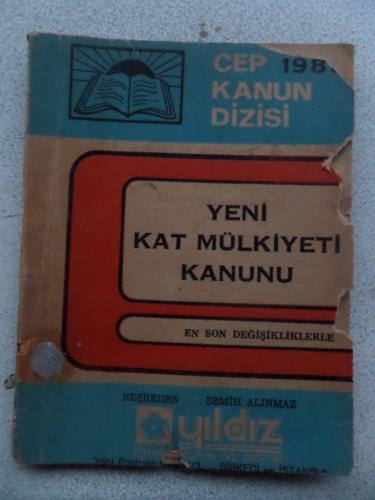 CEP 198
KANUN
DİZİSİ
YENİ
KAT MÜLKİYETİ
KANUNU
EN SON DEĞİŞİKLİKLERLE
NEŞREDEN SEMİH ALINMAZ
yıldız
SİRKECİ — İSTANBUL